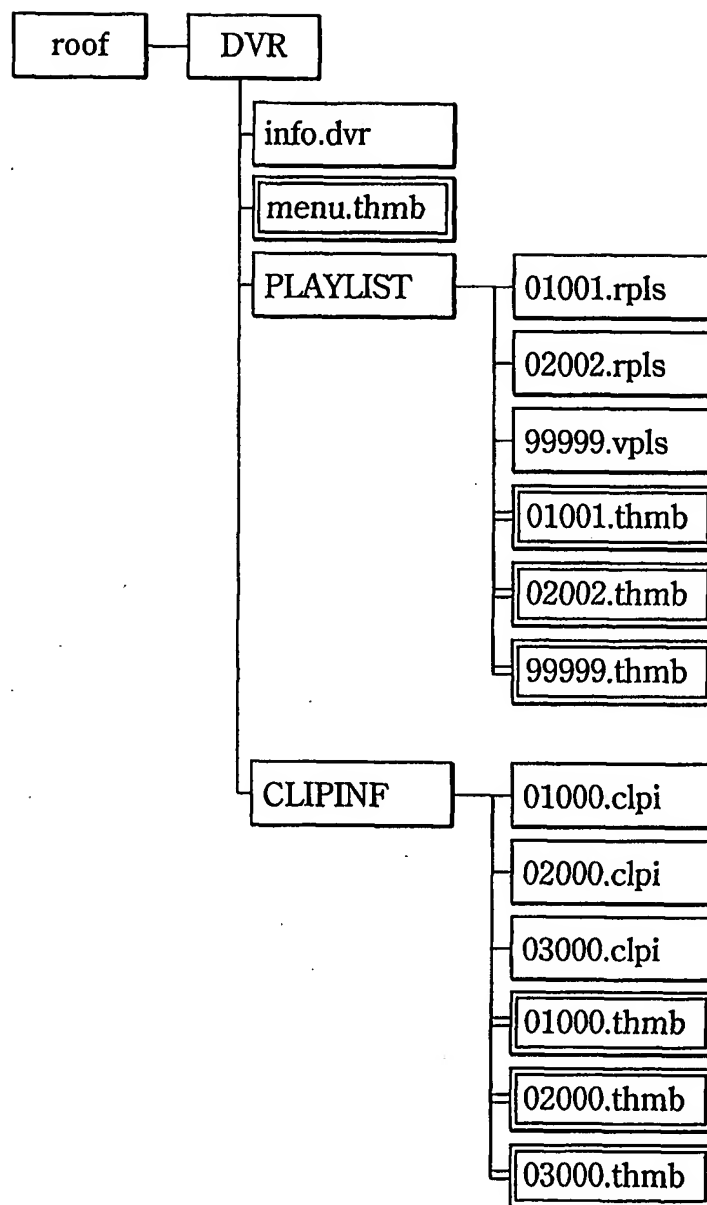 roof
DVR
info.dvr
menu.thmb
PLAYLIST
01001.rpls
02002.rpls
99999.vpls
01001.thmb
02002.thmb
99999.thmb
CLIPINF
01000.clpi
02000.clpi
03000.clpi
01000.thmb
02000.thmb
03000.thmb